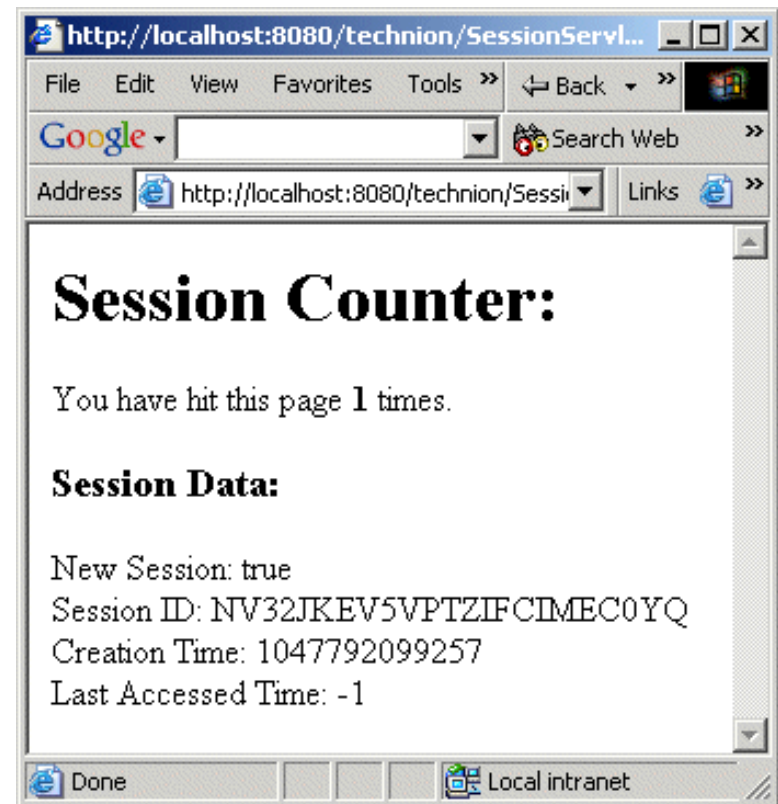 http://localhost:8080/technion/SessionServl...
File Edit View Favorites Tools » Back »
Google Search Web »
Address http://localhost:8080/technion/Sessi Links »
Session Counter:
You have hit this page 1 times.
Session Data:
New Session: true
Session ID: NV32JKEV5VPTZIFCIMEC0YQ
Creation Time: 1047792099257
Last Accessed Time: -1
Done Local intranet